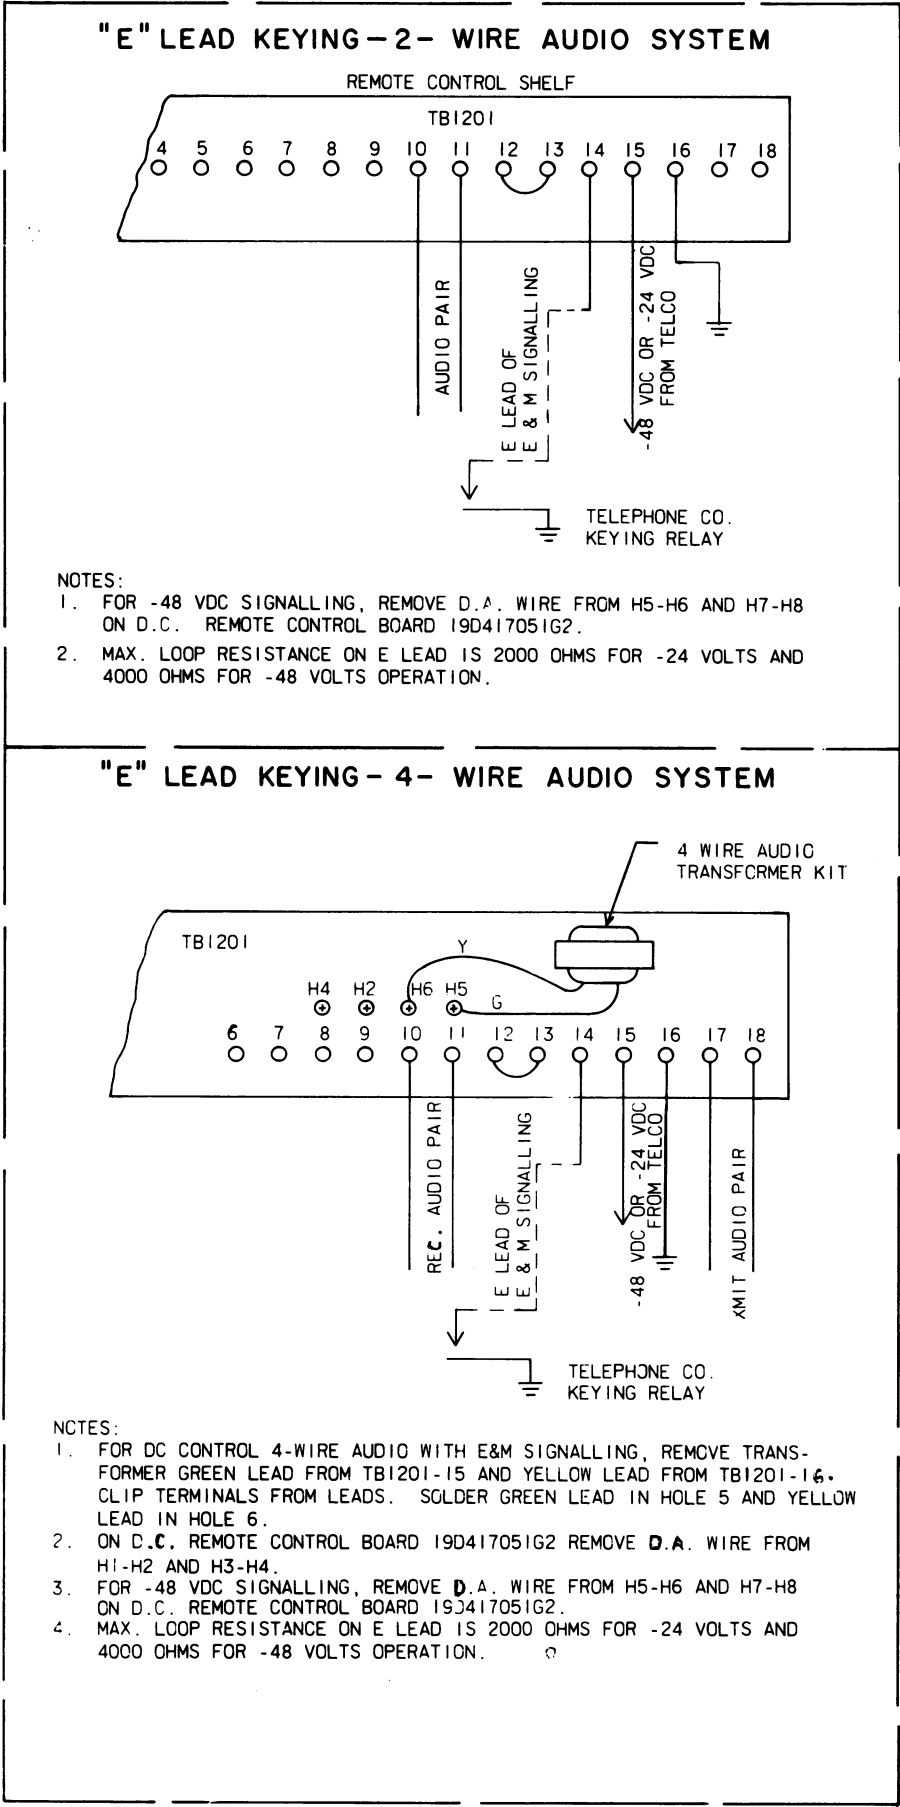 "E" LEAD KEYING-2- WIRE AUDIO SYSTEM
REMOTE CONTROL SHELF
TB1201
4 5 6 7 8 9 10 11 12 13 14 15 16 17 18
AUDIO PAIR
E LEAD OF
E & M SIGNALLING
-48 VDC OR -24 VDC
FROM TELCO
TELEPHONE CO.
KEYING RELAY
NOTES:
1. FOR -48 VDC SIGNALLING, REMOVE D.A. WIRE FROM H5-H6 AND H7-H8
ON D.C. REMOTE CONTROL BOARD 19D417051G2.
2. MAX. LOOP RESISTANCE ON E LEAD IS 2000 OHMS FOR -24 VOLTS AND
4000 OHMS FOR -48 VOLTS OPERATION.
"E" LEAD KEYING-4- WIRE AUDIO SYSTEM
4 WIRE AUDIO
TRANSFORMER KIT
TB1201
Y
H4 H2 H6 H5
G
6 7 8 9 10 11 12 13 14 15 16 17 18
REC. AUDIO PAIR
E LEAD OF
E & M SIGNALLING
-48 VDC OR -24 VDC
FROM TELCO
XMIT AUDIO PAIR
TELEPHONE CO.
KEYING RELAY
NOTES:
1. FOR DC CONTROL 4-WIRE AUDIO WITH E&M SIGNALLING, REMOVE TRANS-
FORMER GREEN LEAD FROM TB1201-15 AND YELLOW LEAD FROM TB1201-16.
CLIP TERMINALS FROM LEADS. SOLDER GREEN LEAD IN HOLE 5 AND YELLOW
LEAD IN HOLE 6.
2. ON D.C. REMOTE CONTROL BOARD 19D417051G2 REMOVE D.A. WIRE FROM
H1-H2 AND H3-H4.
3. FOR -48 VDC SIGNALLING, REMOVE D.A. WIRE FROM H5-H6 AND H7-H8
ON D.C. REMOTE CONTROL BOARD 19D417051G2.
4. MAX. LOOP RESISTANCE ON E LEAD IS 2000 OHMS FOR -24 VOLTS AND
4000 OHMS FOR -48 VOLTS OPERATION.